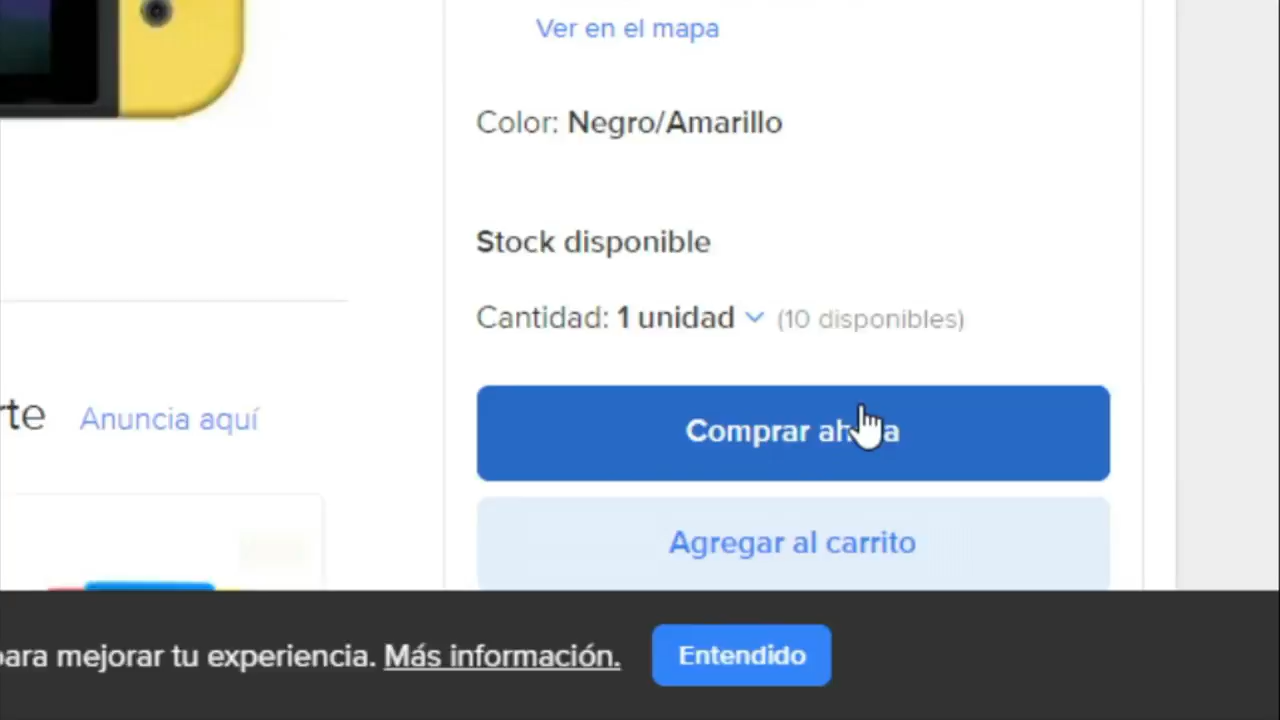 Ver en el mapa
Color: Negro/Amarillo
Stock disponible
Cantidad: 1 unidad (10 disponibles)
Comprar
Anuncia aquí
Agregar al carrito
para mejorar tu experiencia. Más información.
Entendido